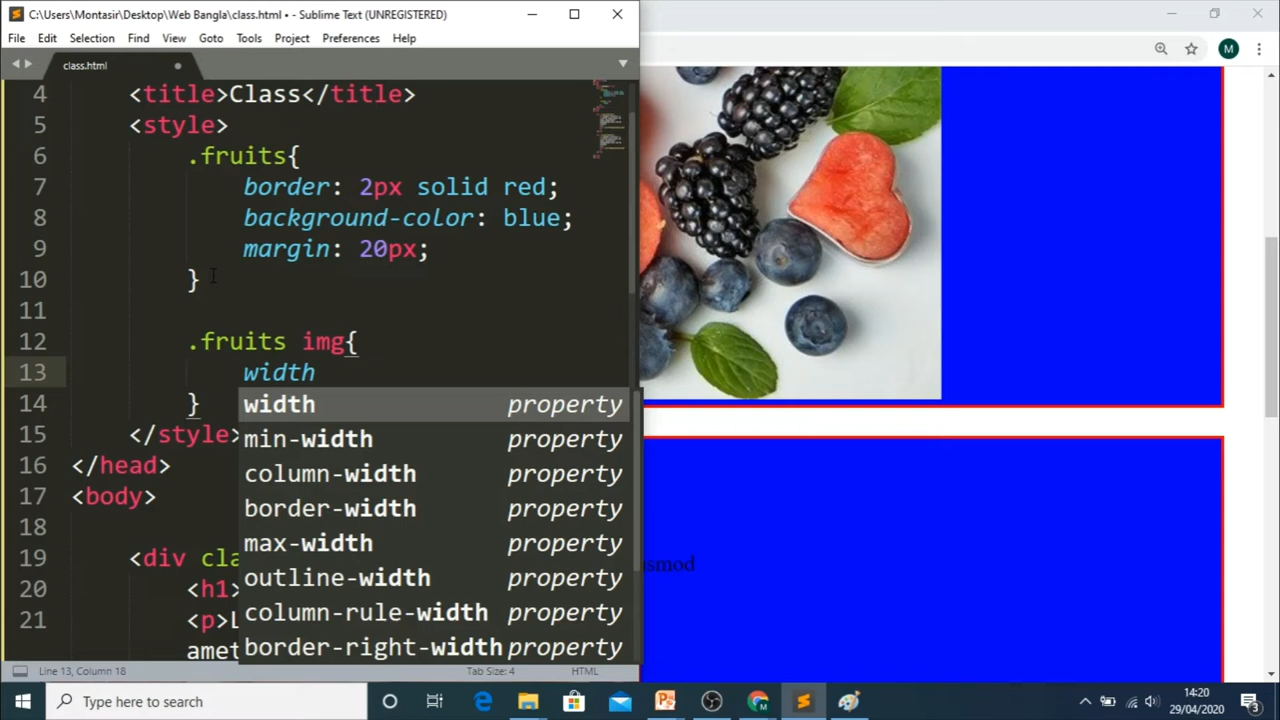 C:\Users\Montasir\Desktop\Web Bangla\class.html • - Sublime Text (UNREGISTERED)
File Edit Selection Find View Goto Tools Project Preferences Help
class.html
M
4 <title>Class</title>
5 <style>
6 .fruits{
7 border: 2px solid red;
8 background-color: blue;
9 margin: 20px;
10 }
11
12 .fruits img{
13 width
14 }
15 </style>
16 </head>
17 <body>
18
19 <div cla
20 <h1>
21 <p>L
amet
width property
min-width property
column-width property
border-width property
max-width property
outline-width property
column-rule-width property
border-right-width property
smod
Line 13, Column 18 Tab Size: 4 HTML
Type here to search
M
14:20
29/04/2020
3